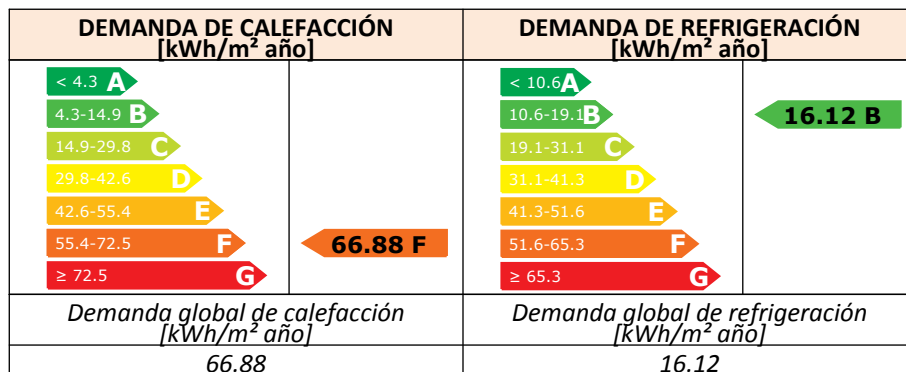 DEMANDA DE CALEFACCIÓN
[kWh/m² año]
DEMANDA DE REFRIGERACIÓN
[kWh/m² año]
< 4.3 A
4.3-14.9 B
14.9-29.8 C
29.8-42.6 D
42.6-55.4 E
55.4-72.5 F
≥ 72.5 G
66.88 F
< 10.6 A
10.6-19.1 B
19.1-31.1 C
31.1-41.3 D
41.3-51.6 E
51.6-65.3 F
≥ 65.3 G
16.12 B
Demanda global de calefacción
[kWh/m² año]
Demanda global de refrigeración
[kWh/m² año]
66.88
16.12